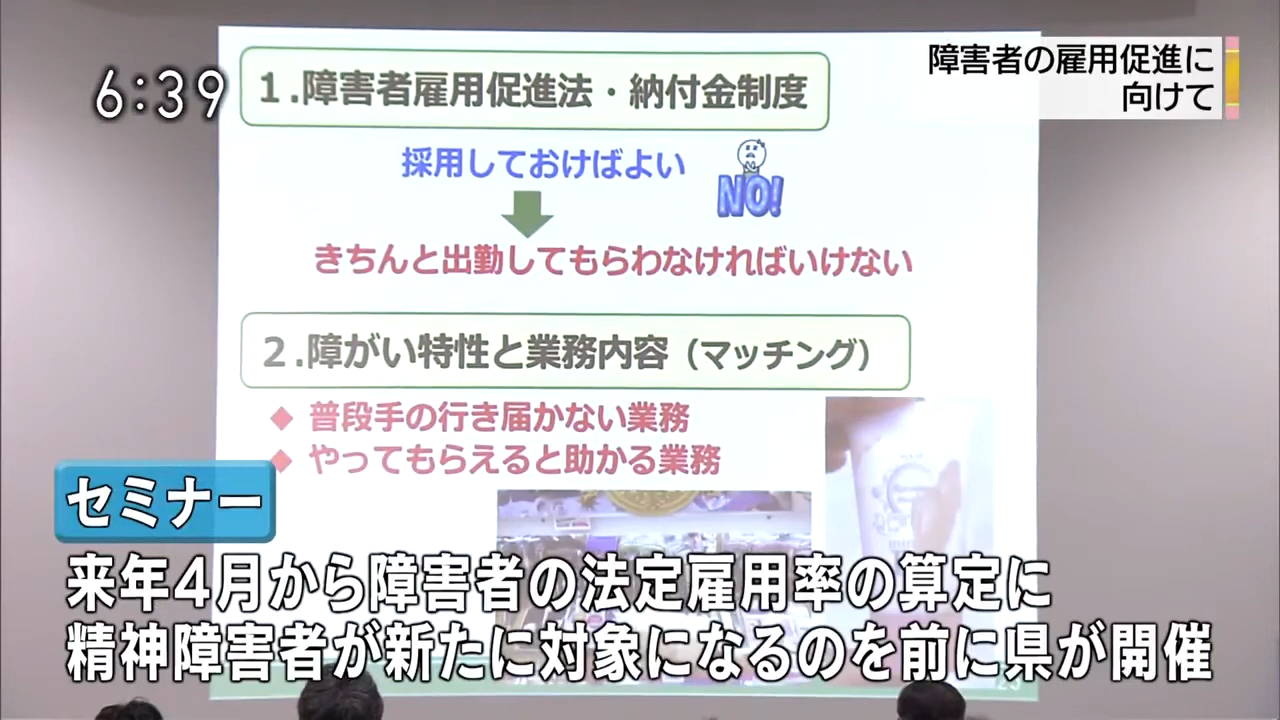 6:39
障害者の雇用促進に
向けて
1.障害者雇用促進法・納付金制度
採用しておけばよい
NO!
きちんと出勤してもらわなければいけない
2.障がい特性と業務内容(マッチング)
◆ 普段手の行き届かない業務
◆ やってもらえると助かる業務
セミナー
来年4月から障害者の法定雇用率の算定に
精神障害者が新たに対象になるのを前に県が開催
23